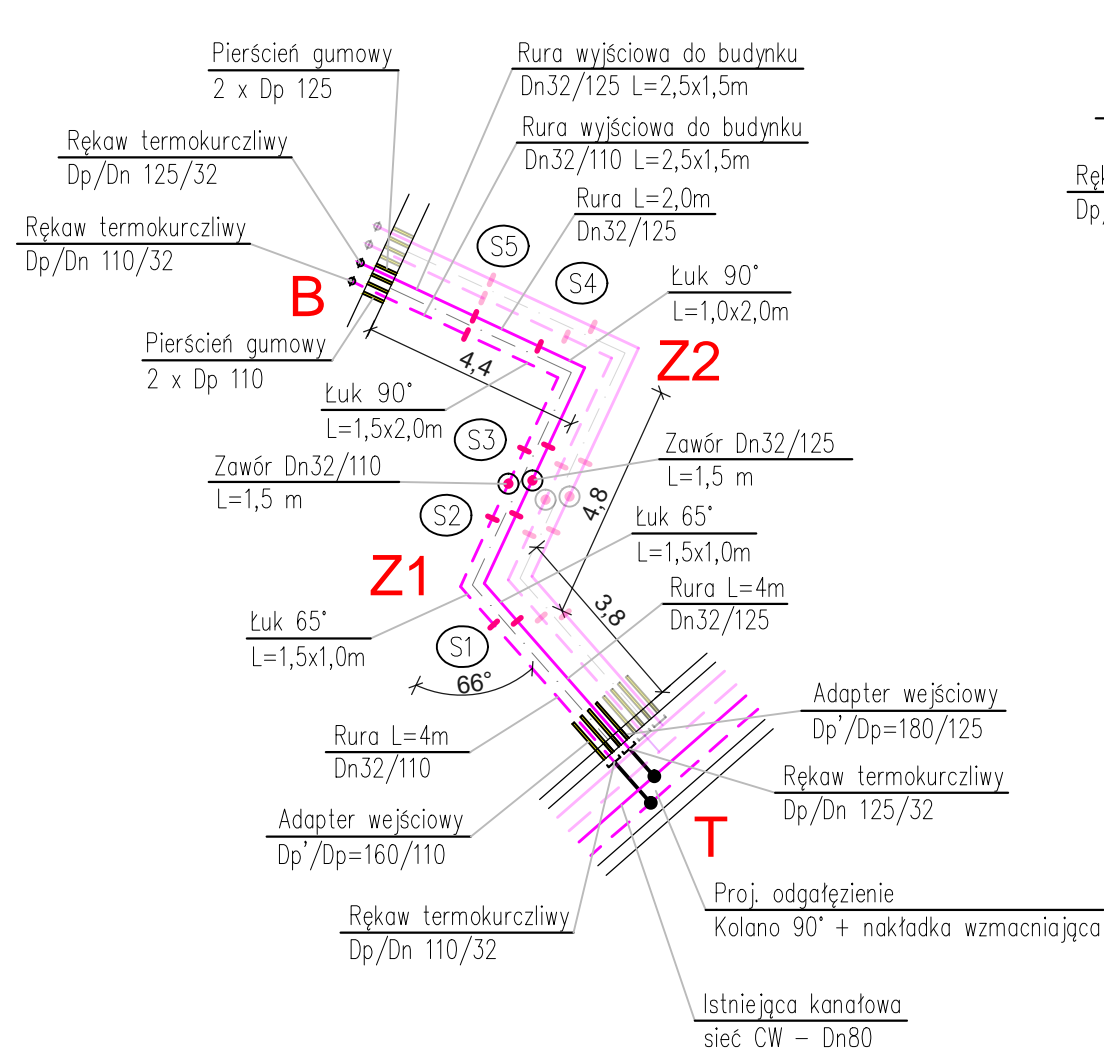 Pierścień gumowy
2 x Dp 125
Rura wyjściowa do budynku
Dn32/125 L=2,5x1,5m
Rękaw termokurczliwy
Dp/Dn 125/32
Rura wyjściowa do budynku
Dn32/110 L=2,5x1,5m
Rura L=2,0m
Dn32/125
Rękaw termokurczliwy
Dp/Dn 110/32
S5
S4
Łuk 90°
L=1,0x2,0m
B
Pierścień gumowy
2 x Dp 110
4,4
Z2
Łuk 90°
L=1,5x2,0m
S3
Zawór Dn32/110
L=1,5 m
Zawór Dn32/125
L=1,5 m
4,8
S2
Łuk 65°
L=1,5x1,0m
Z1
3,8
Rura L=4m
Dn32/125
Łuk 65°
L=1,5x1,0m
S1
66°
Rura L=4m
Dn32/110
Adapter wejściowy
Dp'/Dp=180/125
Rękaw termokurczliwy
Dp/Dn 125/32
Adapter wejściowy
Dp'/Dp=160/110
T
Rękaw termokurczliwy
Dp/Dn 110/32
Proj. odgałęzienie
Kolano 90° + nakładka wzmacniająca
Istniejąca kanałowa
sieć CW – Dn80